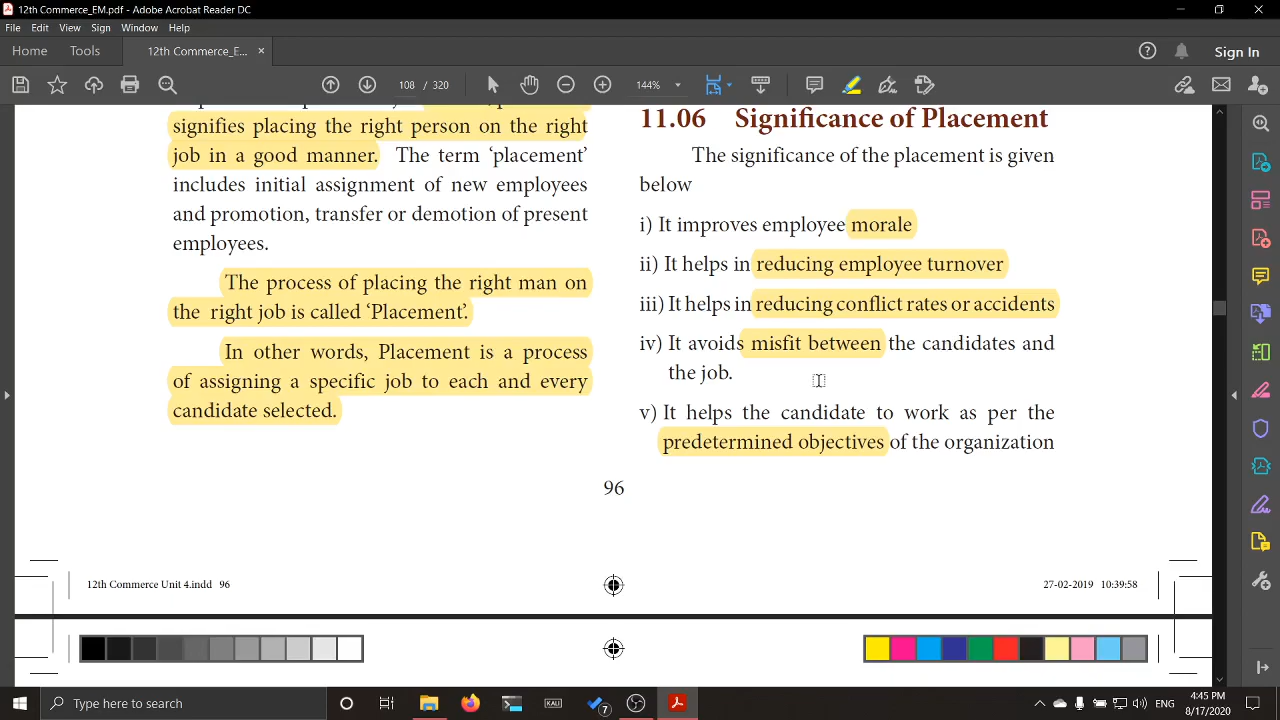 12th Commerce_EM.pdf - Adobe Acrobat Reader DC
File Edit View Sign Window Help
Home Tools 12th Commerce_E... × Sign In
108 / 320 144%
signifies placing the right person on the right
job in a good manner. The term ‘placement’
includes initial assignment of new employees
and promotion, transfer or demotion of present
employees.
The process of placing the right man on
the right job is called ‘Placement’.
In other words, Placement is a process
of assigning a specific job to each and every
candidate selected.
11.06 Significance of Placement
The significance of the placement is given
below
i) It improves employee morale
ii) It helps in reducing employee turnover
iii) It helps in reducing conflict rates or accidents
iv) It avoids misfit between the candidates and
the job.
v) It helps the candidate to work as per the
predetermined objectives of the organization
96
12th Commerce Unit 4.indd 96
27-02-2019 10:39:58
Type here to search
KALI
7
ENG
4:45 PM
8/17/2020